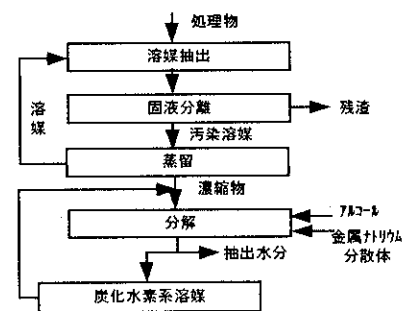 処理物
溶媒抽出
固液分離
残渣
溶媒
汚染溶媒
蒸留
濃縮物
分解
アルコール
金属ナトリウム
分散体
抽出水分
炭化水素系溶媒